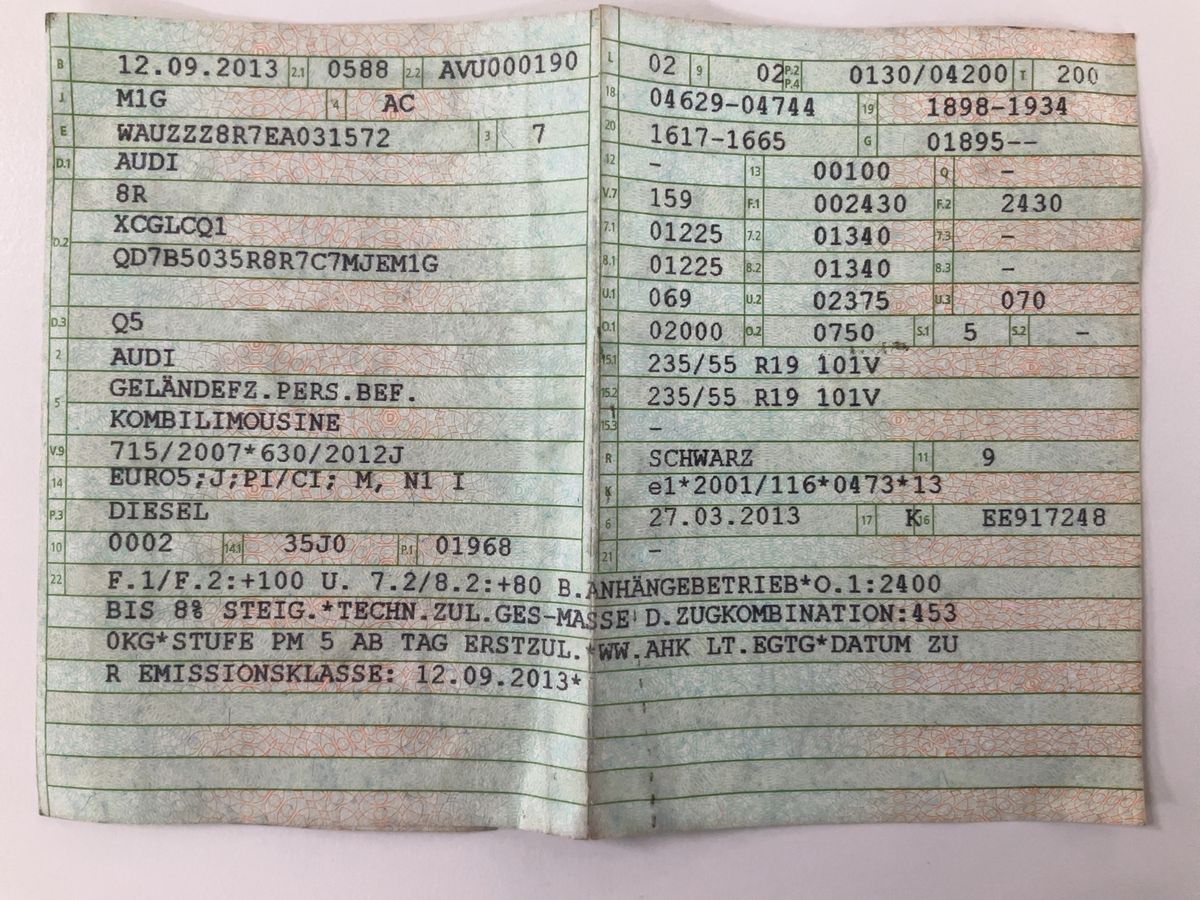 B 12.09.2013 2.1 0588 2.2 AVU000190
J M1G 4 AC
E WAUZZZ8R7EA031572 3 7
D.1 AUDI
8R
D.2 XCGLCQ1
QD7B5035R8R7C7MJEM1G
D.3 Q5
2 AUDI
5 GELÄNDEFZ.PERS.BEF.
KOMBILIMOUSINE
V.9 715/2007*630/2012J
14 EURO5;J;PI/CI; M, N1 I
P.3 DIESEL
10 0002 14.1 35J0 P.1 01968
L 02 9 02 P.2 P.4 0130/04200 T 200
18 04629-04744 19 1898-1934
20 1617-1665 G 01895--
12 - 13 00100 Q -
V.7 159 F.1 002430 F.2 2430
7.1 01225 7.2 01340 7.3 -
8.1 01225 8.2 01340 8.3 -
U.1 069 U.2 02375 U.3 070
O.1 02000 O.2 0750 S.1 5 S.2 -
15.1 235/55 R19 101V
15.2 235/55 R19 101V
15.3 -
R SCHWARZ 11 9
K e1*2001/116*0473*13
6 27.03.2013 17 K 16 EE917248
21 -
22 F.1/F.2:+100 U. 7.2/8.2:+80 B.ANHÄNGEBETRIEB*O.1:2400
BIS 8% STEIG.*TECHN.ZUL.GES-MASSE D.ZUGKOMBINATION:453
0KG*STUFE PM 5 AB TAG ERSTZUL.*WW.AHK LT.EGTG*DATUM ZU
R EMISSIONSKLASSE: 12.09.2013*